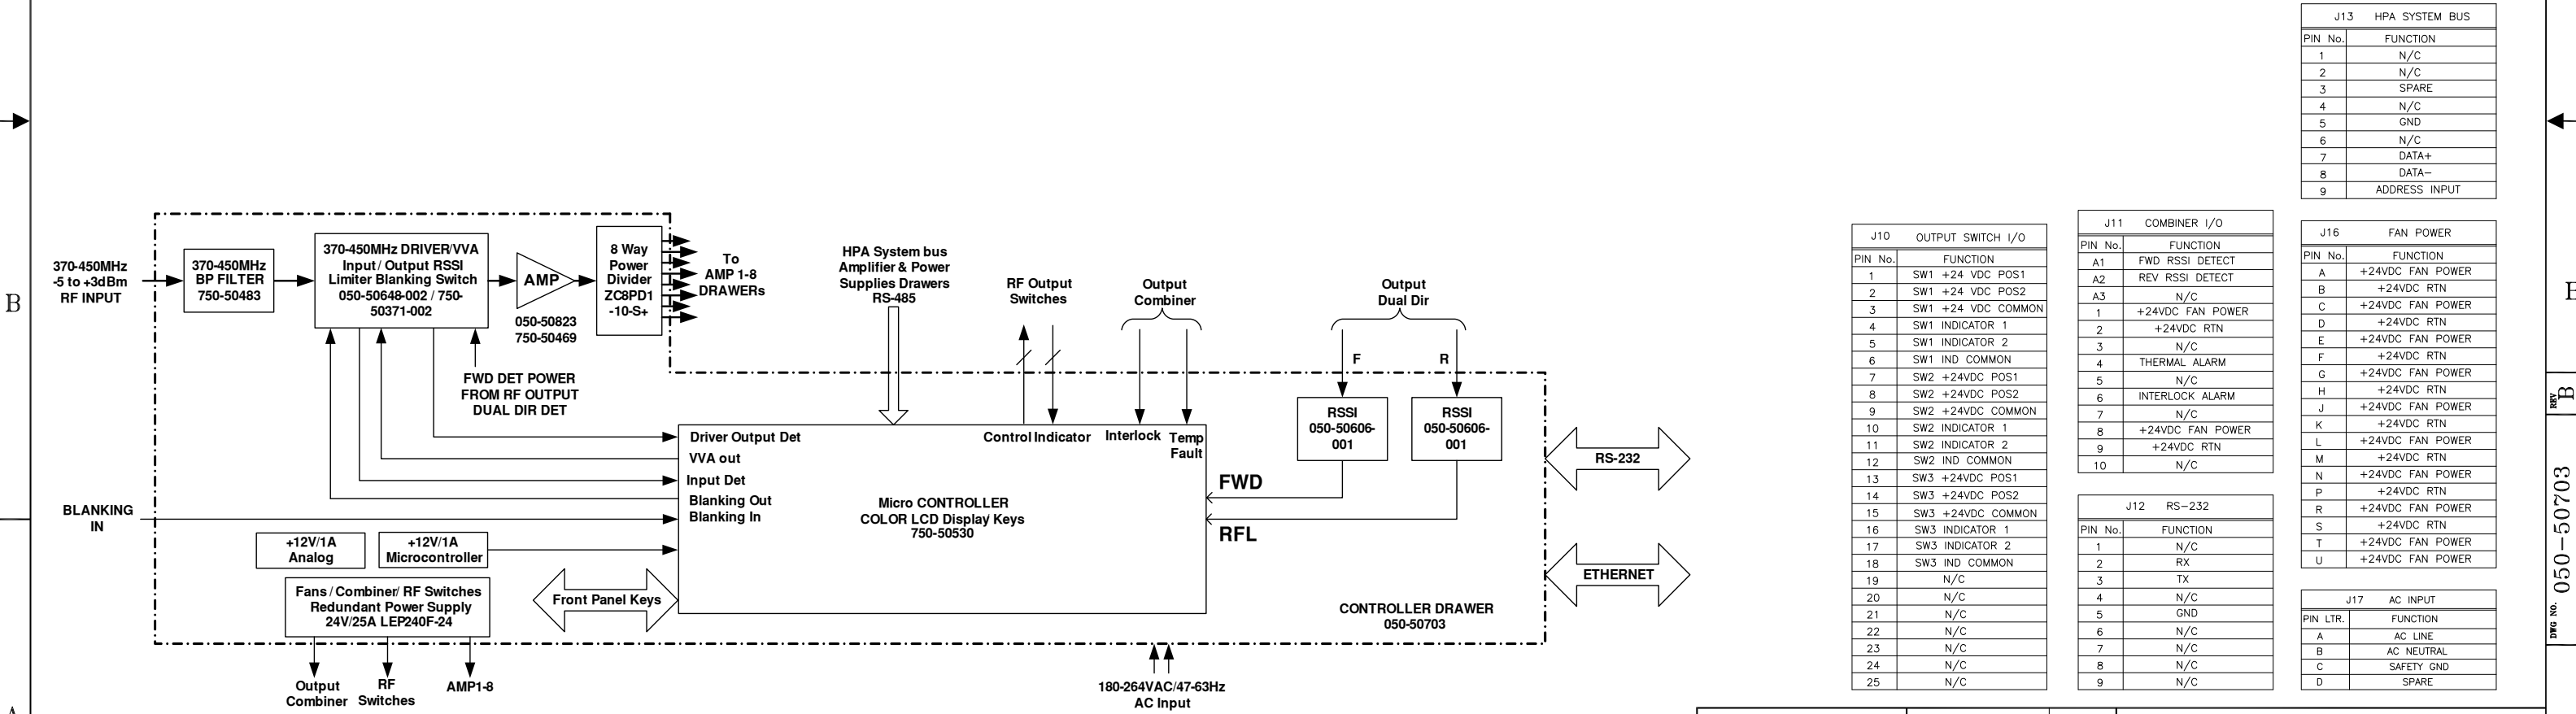 370-450MHz
-5 to +3dBm
RF INPUT
370-450MHz
BP FILTER
750-50483
370-450MHz DRIVER/VVA
Input / Output RSSI
Limiter Blanking Switch
050-50648-002 / 750-
50371-002
AMP
050-50823
750-50469
8 Way
Power
Divider
ZC8PD1
-10-S+
To
AMP 1-8
DRAWERs
HPA System bus
Amplifier & Power
Supplies Drawers
RS-485
RF Output
Switches
Output
Combiner
Output
Dual Dir
F
R
FWD DET POWER
FROM RF OUTPUT
DUAL DIR DET
RSSI
050-50606-
001
RSSI
050-50606-
001
Driver Output Det
VVA out
Input Det
Blanking Out
Blanking In
Control Indicator
Interlock
Temp
Fault
Micro CONTROLLER
COLOR LCD Display Keys
750-50530
FWD
RFL
RS-232
ETHERNET
BLANKING
IN
+12V/1A
Analog
+12V/1A
Microcontroller
Fans / Combiner/ RF Switches
Redundant Power Supply
24V/25A LEP240F-24
Front Panel Keys
CONTROLLER DRAWER
050-50703
Output
Combiner
RF
Switches
AMP1-8
180-264VAC/47-63Hz
AC Input
J10 OUTPUT SWITCH I/O
PIN No. FUNCTION
1 SW1 +24 VDC POS1
2 SW1 +24 VDC POS2
3 SW1 +24 VDC COMMON
4 SW1 INDICATOR 1
5 SW1 INDICATOR 2
6 SW1 IND COMMON
7 SW2 +24VDC POS1
8 SW2 +24VDC POS2
9 SW2 +24VDC COMMON
10 SW2 INDICATOR 1
11 SW2 INDICATOR 2
12 SW2 IND COMMON
13 SW3 +24VDC POS1
14 SW3 +24VDC POS2
15 SW3 +24VDC COMMON
16 SW3 INDICATOR 1
17 SW3 INDICATOR 2
18 SW3 IND COMMON
19 N/C
20 N/C
21 N/C
22 N/C
23 N/C
24 N/C
25 N/C
J11 COMBINER I/O
PIN No. FUNCTION
A1 FWD RSSI DETECT
A2 REV RSSI DETECT
A3 N/C
1 +24VDC FAN POWER
2 +24VDC RTN
3 N/C
4 THERMAL ALARM
5 N/C
6 INTERLOCK ALARM
7 N/C
8 +24VDC FAN POWER
9 +24VDC RTN
10 N/C
J12 RS-232
PIN No. FUNCTION
1 N/C
2 RX
3 TX
4 N/C
5 GND
6 N/C
7 N/C
8 N/C
9 N/C
J13 HPA SYSTEM BUS
PIN No. FUNCTION
1 N/C
2 N/C
3 SPARE
4 N/C
5 GND
6 N/C
7 DATA+
8 DATA−
9 ADDRESS INPUT
J16 FAN POWER
PIN No. FUNCTION
A +24VDC FAN POWER
B +24VDC RTN
C +24VDC FAN POWER
D +24VDC RTN
E +24VDC FAN POWER
F +24VDC RTN
G +24VDC FAN POWER
H +24VDC RTN
J +24VDC FAN POWER
K +24VDC RTN
L +24VDC FAN POWER
M +24VDC RTN
N +24VDC FAN POWER
P +24VDC RTN
R +24VDC FAN POWER
S +24VDC RTN
T +24VDC FAN POWER
U +24VDC FAN POWER
J17 AC INPUT
PIN LTR. FUNCTION
A AC LINE
B AC NEUTRAL
C SAFETY GND
D SPARE
B
REV B
DWG NO. 050-50703